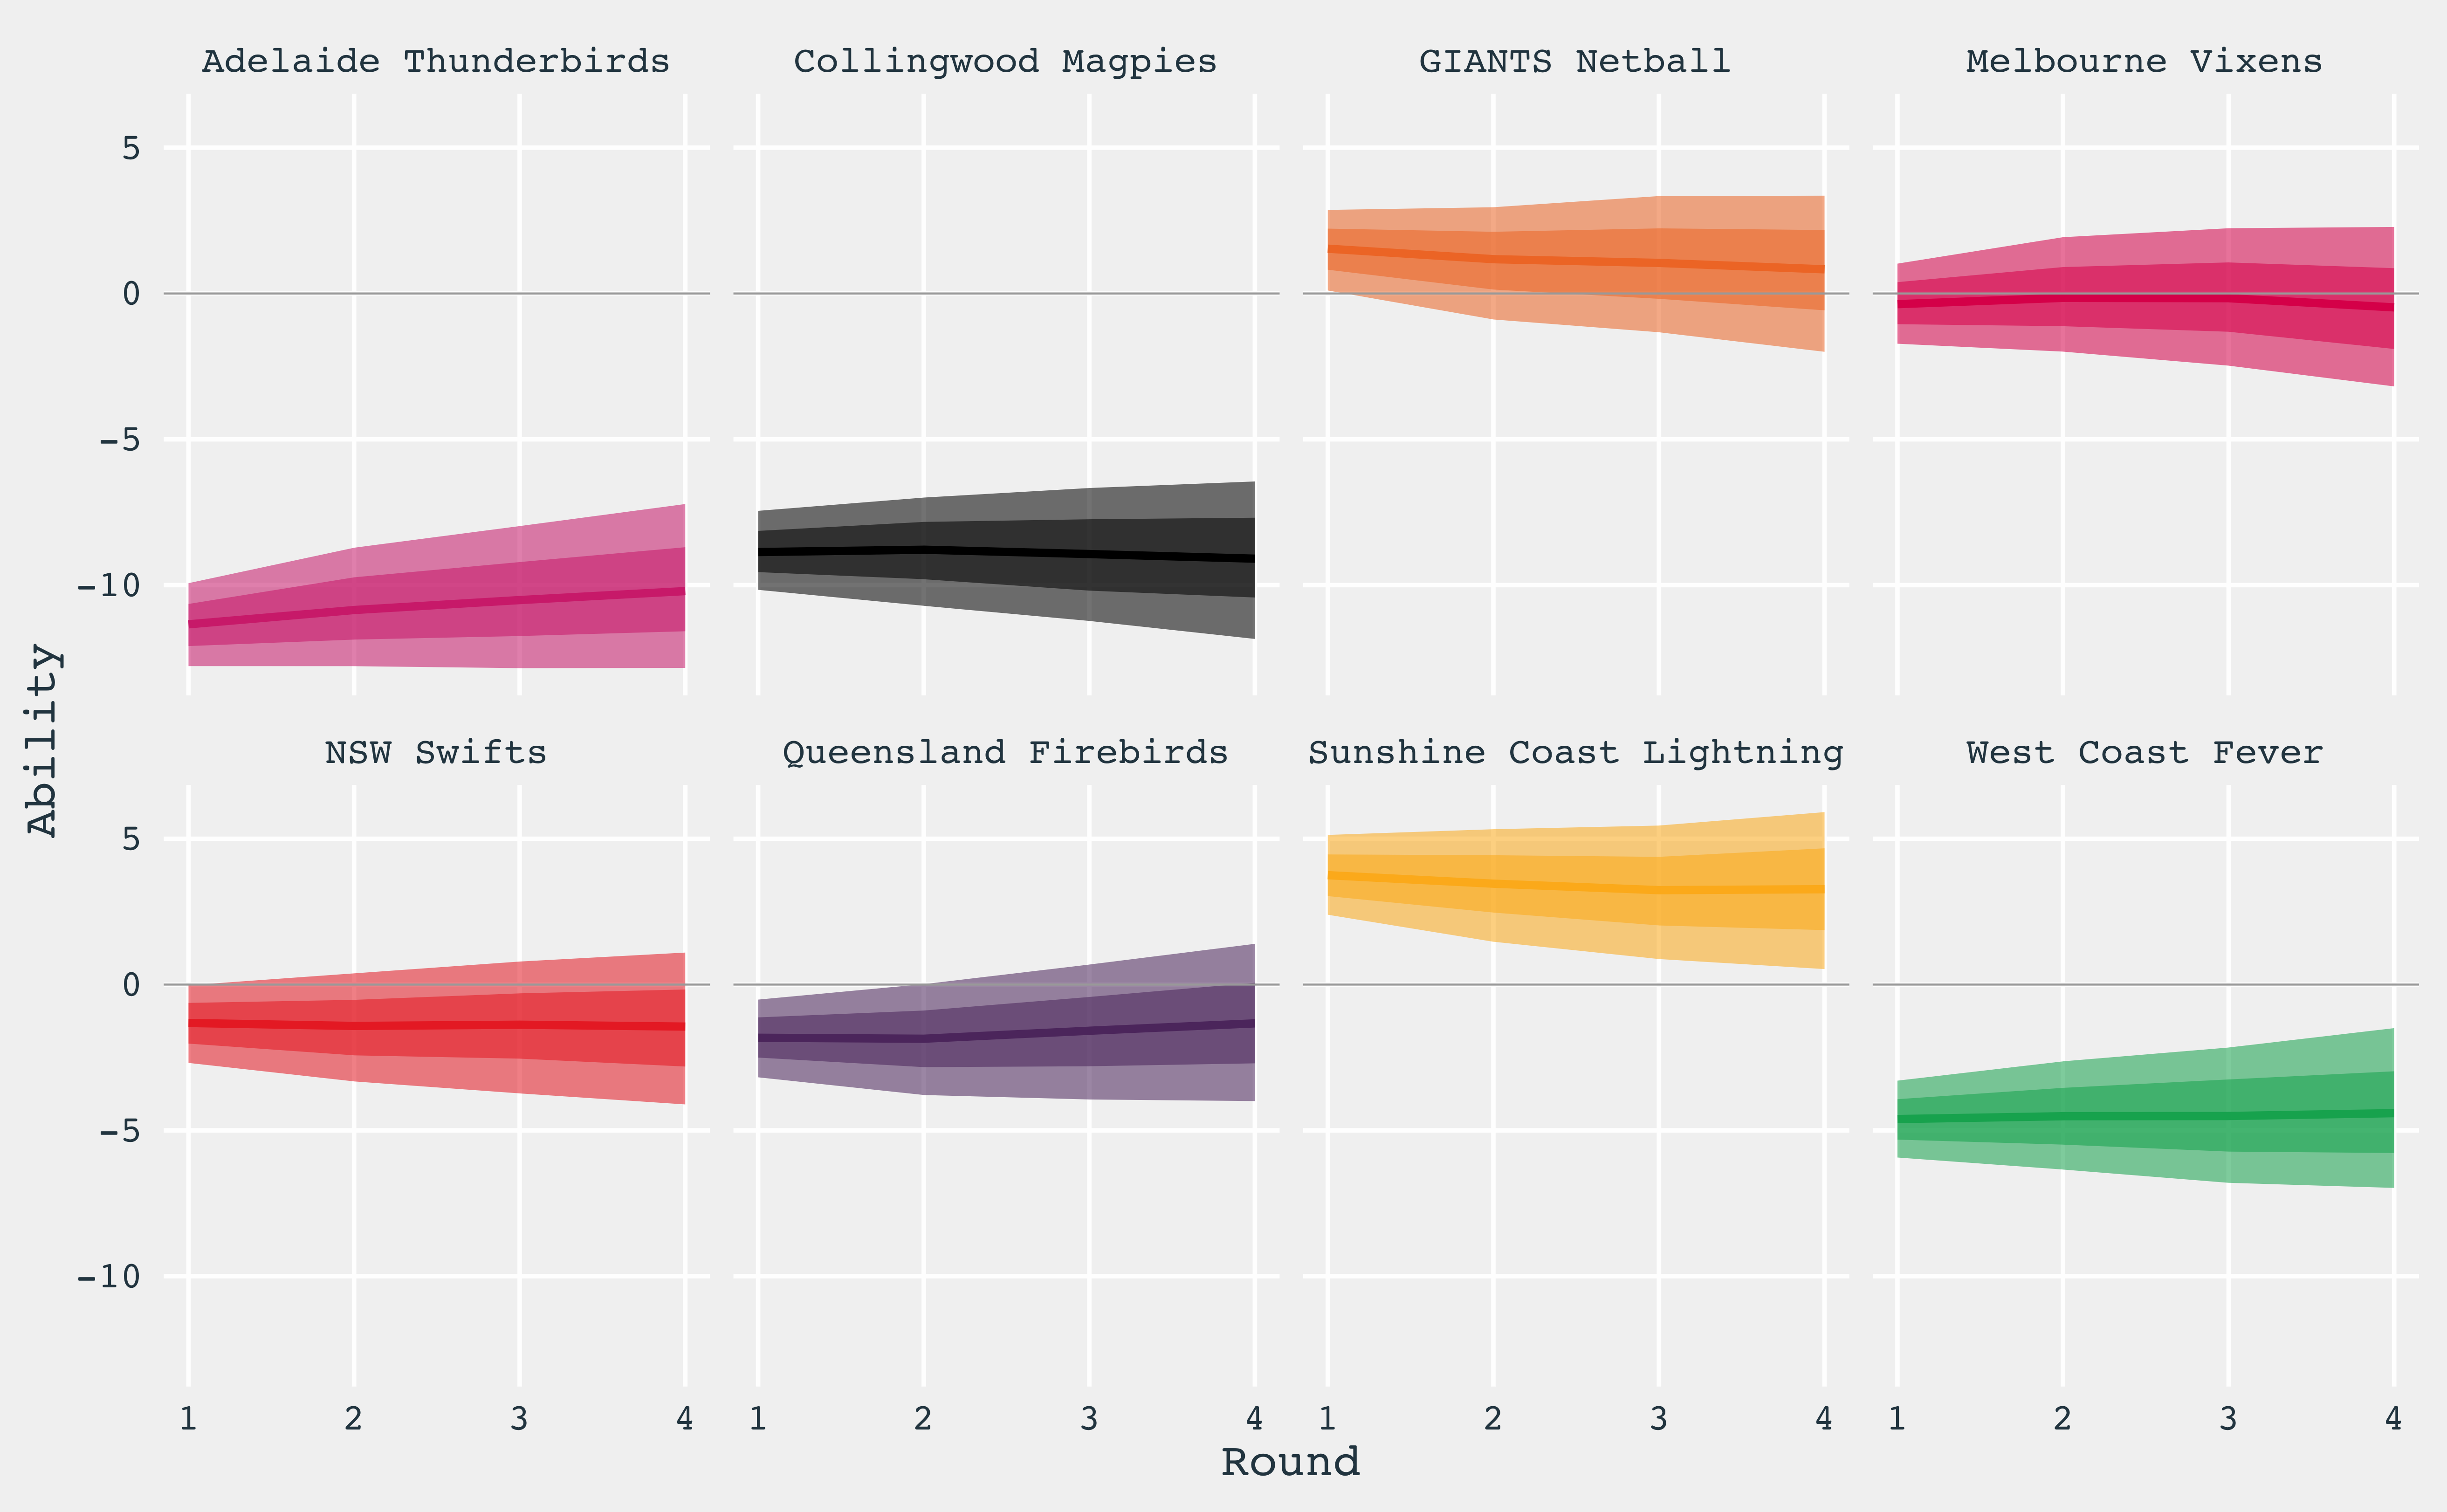 Adelaide Thunderbirds Collingwood Magpies GIANTS Netball Melbourne Vixens
5
0
-5
-10
Ability
NSW Swifts Queensland Firebirds Sunshine Coast Lightning West Coast Fever
5
0
-5
-10
1 2 3 4 1 2 3 4 1 2 3 4 1 2 3 4
Round